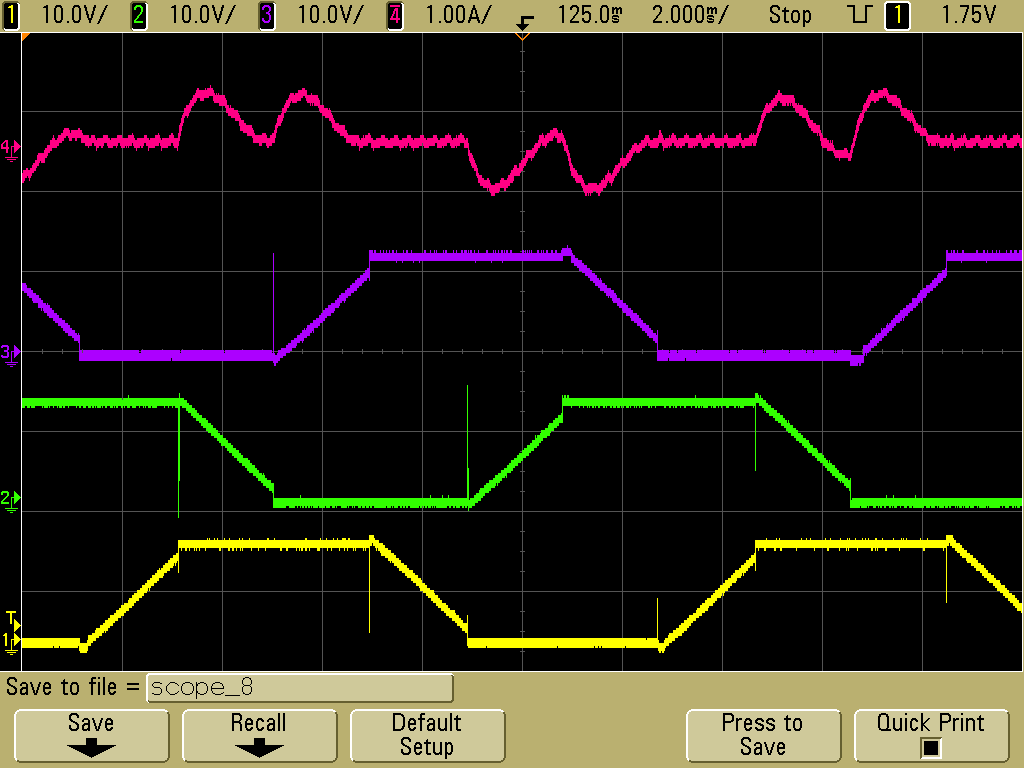 1 10.0V/ 2 10.0V/ 3 10.0V/ 4 1.00A/ 125.0ms 2.000ms/ Stop 1 1.75V
4
3
2
T
1
Save to file = scope_8
Save Recall Default Setup Press to Save Quick Print